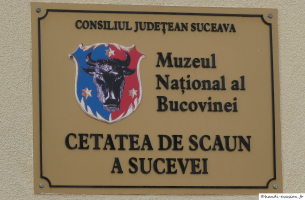 CONSILIUL JUDEȚEAN SUCEAVA
Muzeul
Național al
Bucovinei
CETATEA DE SCAUN
A SUCEVEI